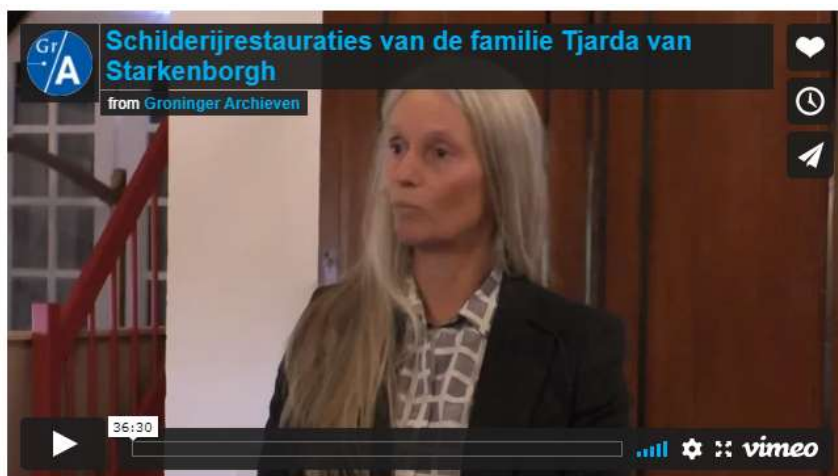 Gr
/A
Schilderijrestauraties van de familie Tjarda van
Starkenborgh
from Groninger Archieven
36:30
vimeo